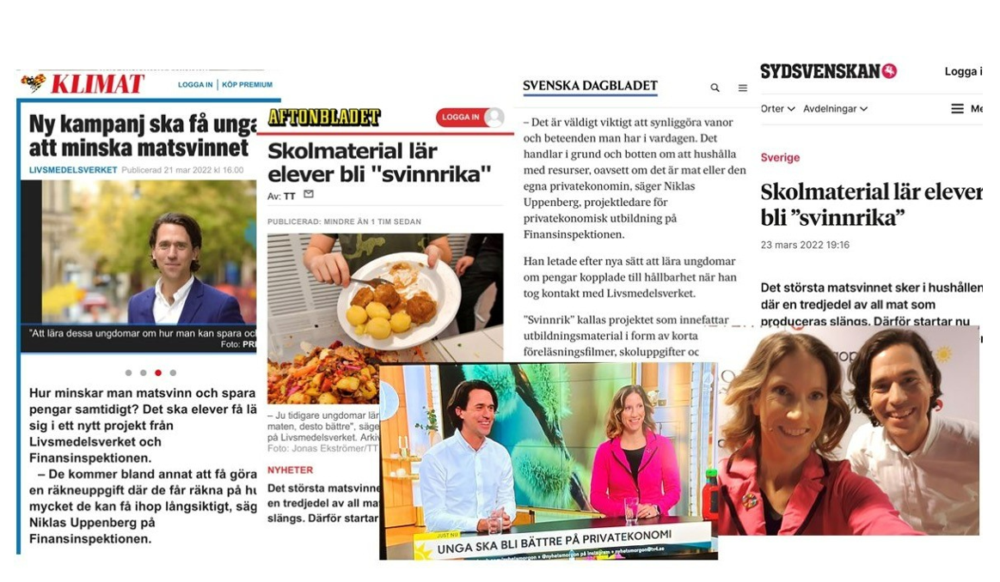 KLIMAT
LOGGA IN | KÖP PREMIUM
Ny kampanj ska få unga
att minska matsvinnet
LIVSMEDELSVERKET Publicerad 21 mar 2022 kl 16.00
"Att lära dessa ungdomar om hur man kan spara oc
Foto:
Hur minskar man matsvinn och spara
pengar samtidigt? Det ska elever få lä
sig i ett nytt projekt från
Livsmedelsverket och
Finansinspektionen.
– De kommer bland annat att få göra
en räkneuppgift där de får räkna på hu
mycket de kan få ihop långsiktigt, säg
Niklas Uppenberg på
Finansinspektionen.
AFTONBLADET
LOGGA IN
Skolmaterial lär
elever bli "svinnrika"
Av: TT
PUBLICERAD: MINDRE ÄN 1 TIM SEDAN
– Ju tidigare ungdomar lär
maten, desto bättre", säge
på Livsmedelsverket. Arkiv
Foto: Jonas Ekströmer/TT
NYHETER
Det största matsvinne
en tredjedel av all ma
slängs. Därför startar
SVENSKA DAGBLADET
– Det är väldigt viktigt att synliggöra vanor
och beteenden man har i vardagen. Det
handlar i grund och botten om att hushålla
med resurser, oavsett om det är mat eller den
egna privatekonomin, säger Niklas
Uppenberg, projektledare för
privatekonomisk utbildning på
Finansinspektionen.
Han letade efter nya sätt att lära ungdomar
om pengar kopplade till hållbarhet när han
tog kontakt med Livsmedelsverket.
"Svinnrik" kallas projektet som innefattar
utbildningsmaterial i form av korta
föreläsningsfilmer, skoluppgifter oc
JUST NU
UNGA SKA BLI BÄTTRE PÅ PRIVATEKONOMI
• @nyhetsmorgon på Instagram • nyhetsmorgon@tv4.se
SYDSVENSKAN
Logga i
Orter Avdelningar Me
Sverige
Skolmaterial lär elever
bli ”svinnrika”
23 mars 2022 19:16
Det största matsvinnet sker i hushållen
där en tredjedel av all mat som
produceras slängs. Därför startar nu